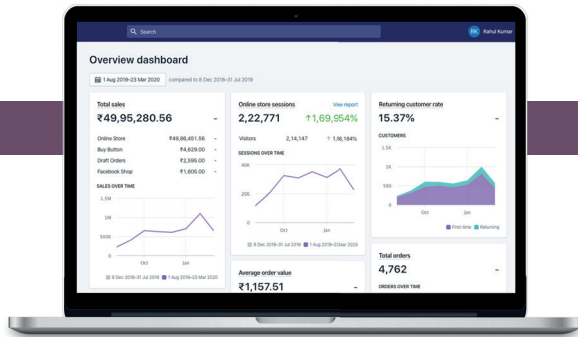 Search
RK Rahul Kumar
Overview dashboard
1 Aug 2019–23 Mar 2020 compared to 8 Dec 2018–31 Jul 2019
Total sales
₹49,95,280.56 -
Online Store ₹49,86,451.56 -
Buy Button ₹4,629.00 -
Draft Orders ₹2,595.00 -
Facebook Shop ₹1,605.00 -
SALES OVER TIME
1.5M
1M
500K
0
Oct Jan
8 Dec 2018–31 Jul 2019 1 Aug 2019–23 Mar 2020
Online store sessions View report
2,22,771 ↑1,69,954%
Visitors 2,14,147 ↑ 1,18,184%
SESSIONS OVER TIME
40K
20K
0
Oct Jan
8 Dec 2018–31 Jul 2019 1 Aug 2019–23 Mar 2020
Average order value
₹1,157.51 -
Returning customer rate
15.37% -
CUSTOMERS
1.5K
1K
500
0
Oct Jan
First-time Returning
Total orders
4,762 -
ORDERS OVER TIME